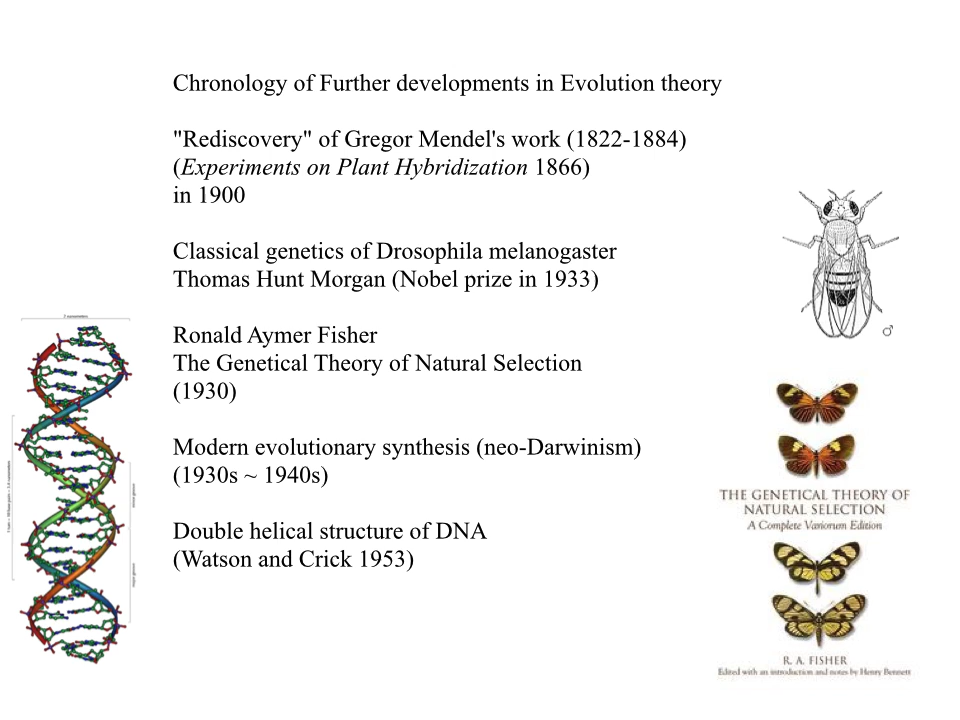 Chronology of Further developments in Evolution theory
"Rediscovery" of Gregor Mendel's work (1822-1884)
(Experiments on Plant Hybridization 1866)
in 1900
Classical genetics of Drosophila melanogaster
Thomas Hunt Morgan (Nobel prize in 1933)
Ronald Aymer Fisher
The Genetical Theory of Natural Selection
(1930)
Modern evolutionary synthesis (neo-Darwinism)
(1930s ~ 1940s)
Double helical structure of DNA
(Watson and Crick 1953)
♂
THE GENETICAL THEORY OF
NATURAL SELECTION
A Complete Variorum Edition
R. A. FISHER
Edited with an introduction and notes by Henry Bennett